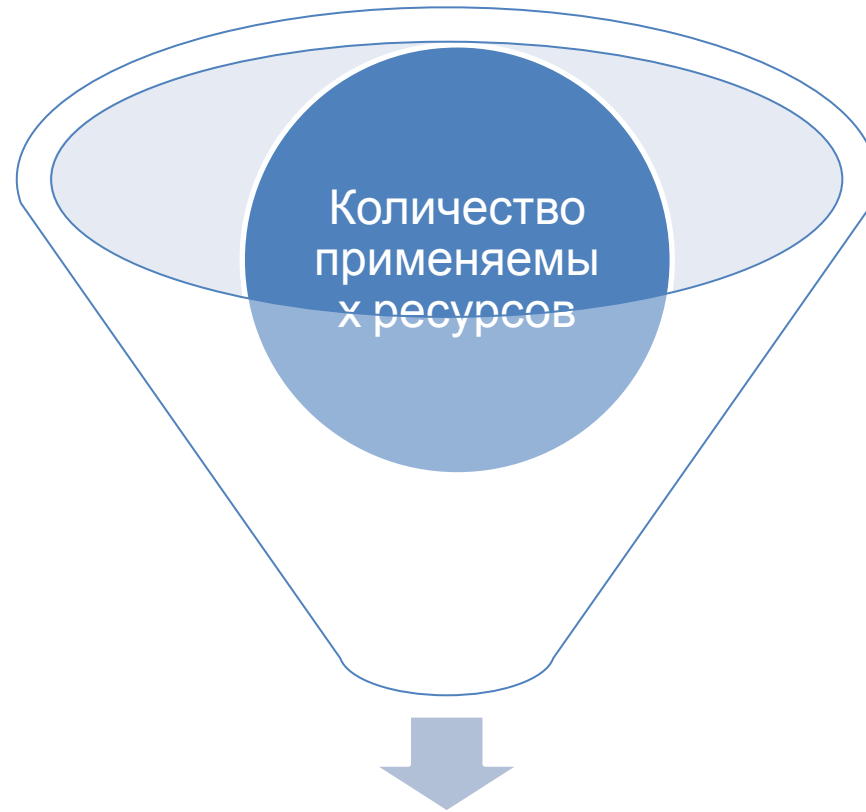 Количество
применяемы
х ресурсов